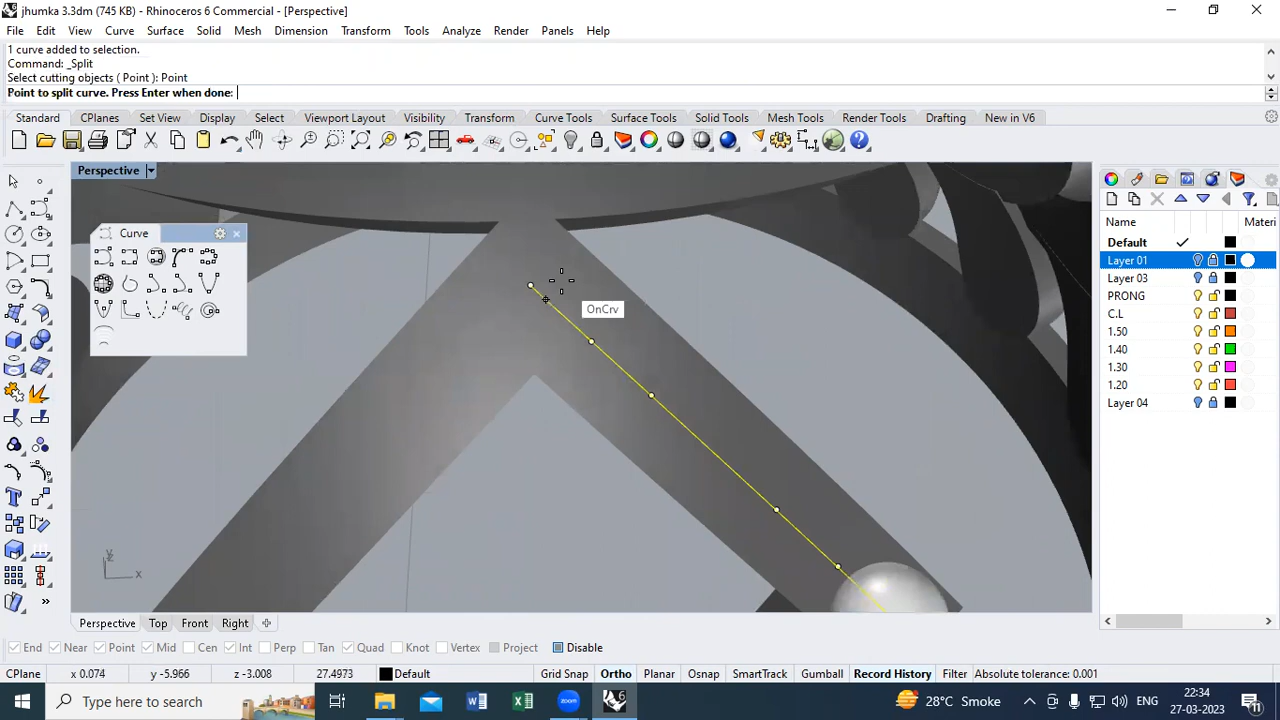 jhumka 3.3dm (745 KB) - Rhinoceros 6 Commercial - [Perspective]
File Edit View Curve Surface Solid Mesh Dimension Transform Tools Analyze Render Panels Help
1 curve added to selection.
Command: _Split
Select cutting objects ( Point ): Point
Point to split curve. Press Enter when done:
Standard CPlanes Set View Display Select Viewport Layout Visibility Transform Curve Tools Surface Tools Solid Tools Mesh Tools Render Tools Drafting New in V6
Perspective
Curve
OnCrv
y
z
x
Name Materi
Default
Layer 01
Layer 03
PRONG
C.L
1.50
1.40
1.30
1.20
Layer 04
Perspective Top Front Right
End Near Point Mid Cen Int Perp Tan Quad Knot Vertex Project Disable
CPlane x 0.074 y -5.966 z -3.008 27.4973 Default Grid Snap Ortho Planar Osnap SmartTrack Gumball Record History Filter Absolute tolerance: 0.001
Type here to search
zoom
6
28°C Smoke
ENG
22:34
27-03-2023
11